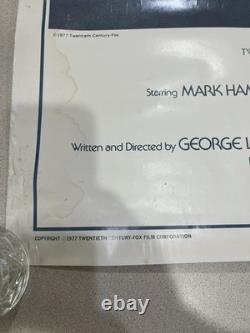 ©1977 Twentieth Century-Fox
Starring MARK HAM
Written and Directed by GEORGE L
COPYRIGHT ©1977 TWENTIETH CENTURY-FOX FILM CORPORATION